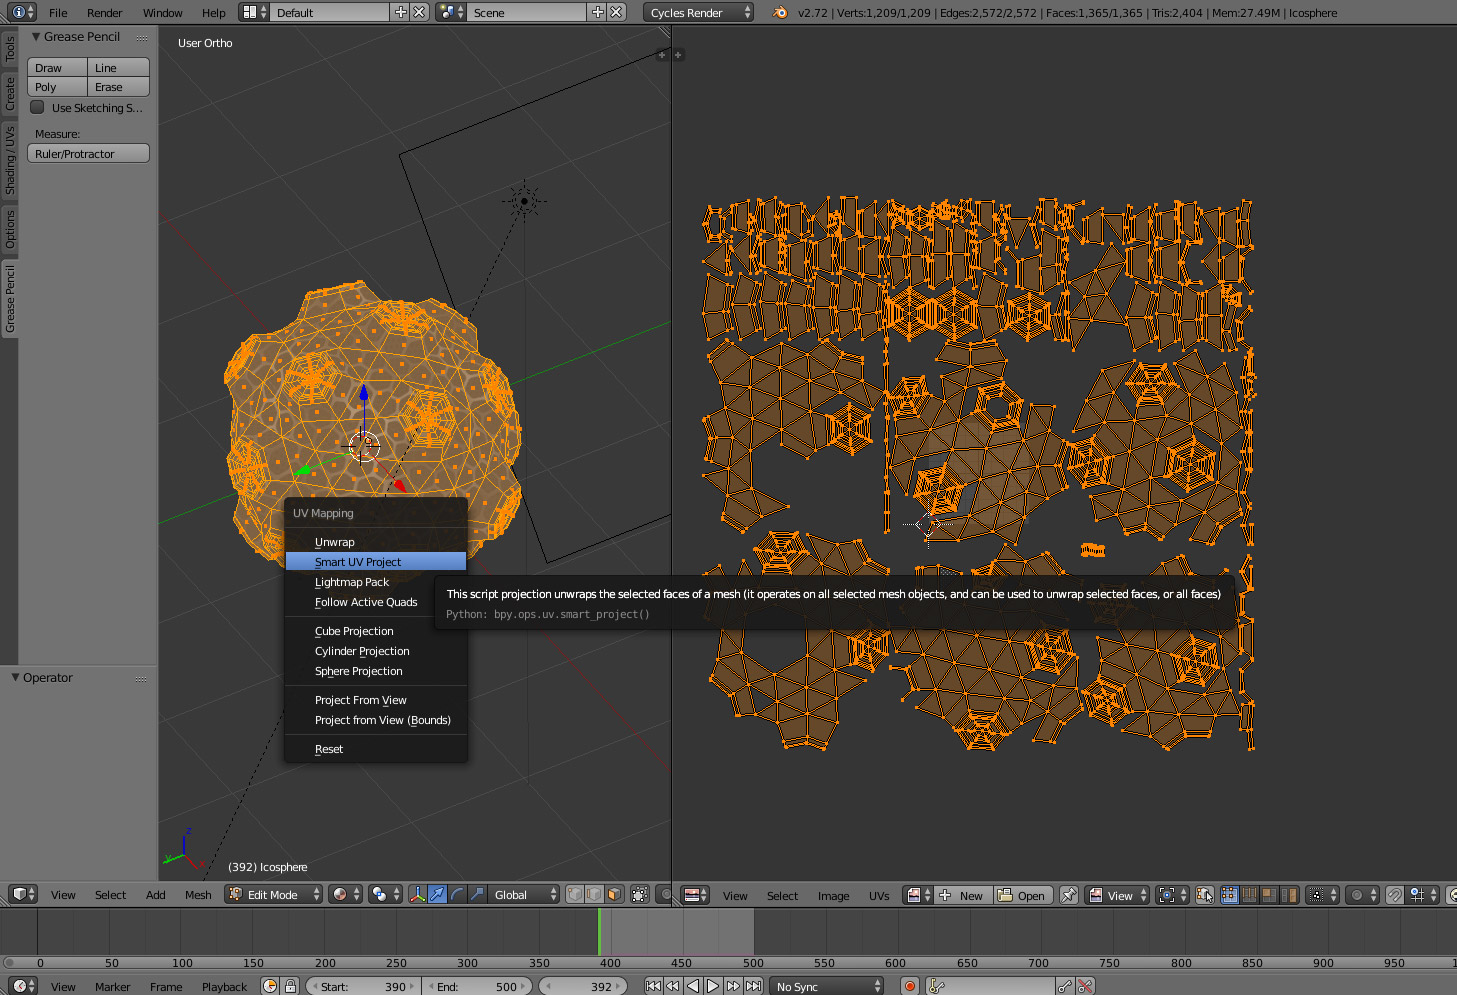 File Render Window Help Default Scene Cycles Render v2.72 | Verts:1,209/1,209 | Edges:2,572/2,572 | Faces:1,365/1,365 | Tris:2,404 | Mem:27.49M | Icosphere
Tools
Create
Shading / UVs
Options
Grease Pencil
Grease Pencil
Draw Line
Poly Erase
Use Sketching S...
Measure:
Ruler/Protractor
Operator
User Ortho
UV Mapping
Unwrap
Smart UV Project
Lightmap Pack
Follow Active Quads
Cube Projection
Cylinder Projection
Sphere Projection
Project From View
Project from View (Bounds)
Reset
This script projection unwraps the selected faces of a mesh (it operates on all selected mesh objects, and can be used to unwrap selected faces, or all faces)
Python: bpy.ops.uv.smart_project()
z
y
x
(392) Icosphere
View Select Add Mesh Edit Mode Global
View Select Image UVs New Open View
0 50 100 150 200 250 300 350 400 450 500 550 600 650 700 750 800 850 900 950
View Marker Frame Playback Start: 390 End: 500 392 No Sync